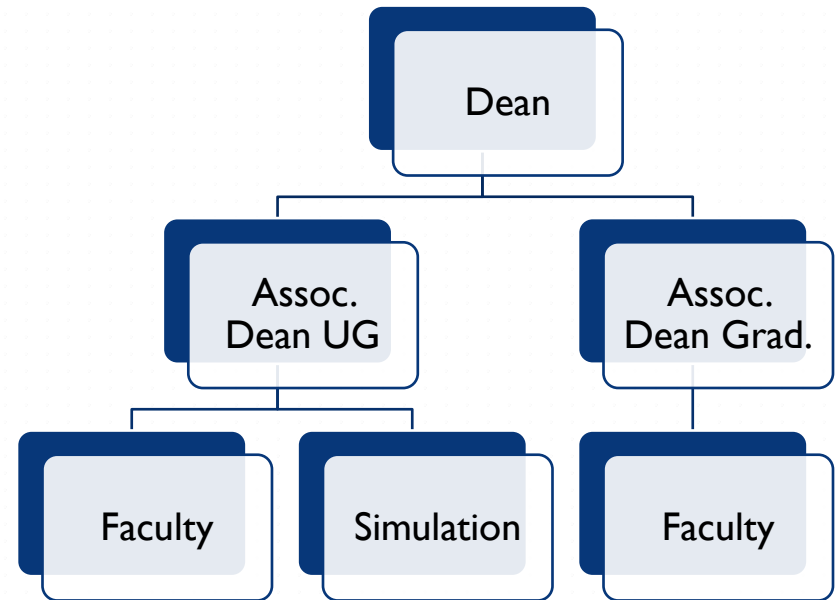 Dean
Assoc.
Dean UG
Assoc.
Dean Grad.
Faculty
Simulation
Faculty